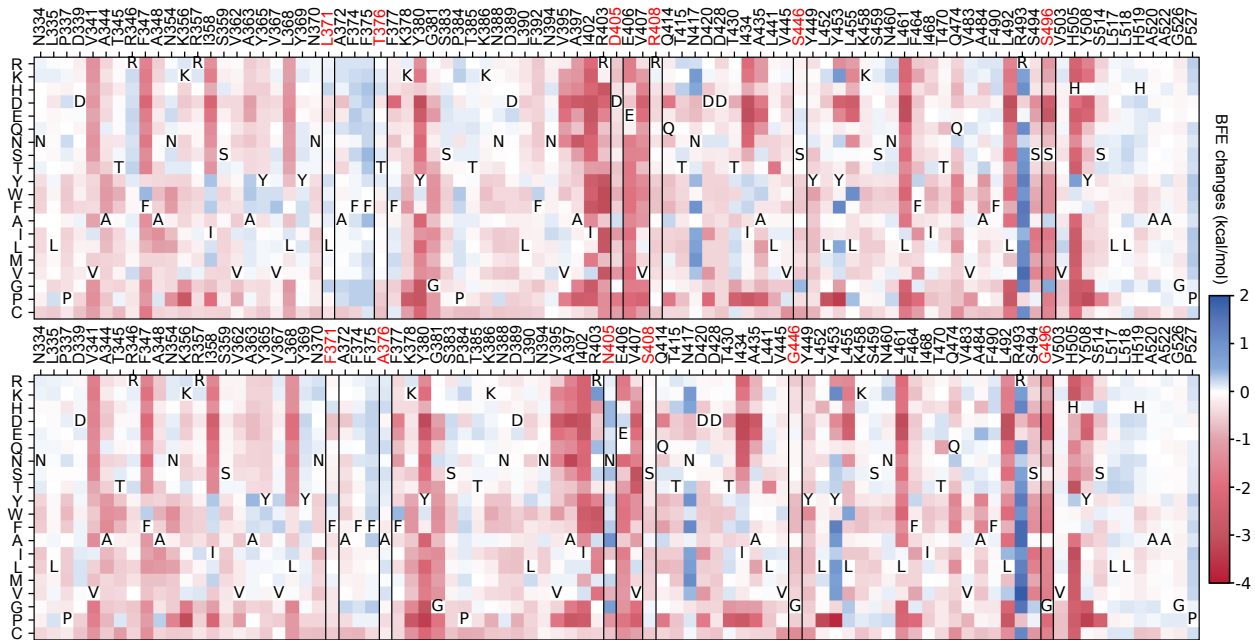 N334 L335 P337 D339 V341 A344 T345 R346 F347 A348 N354 K356 R357 I358 S359 V362 A363 Y365 V367 L368 Y369 N370 L371 A372 F374 F375 T376 F377 K378 Y380 G381 S383 P384 T385 K386 N388 D389 L390 F392 N394 V395 A397 I402 R403 D405 E406 V407 R408 Q414 T415 N417 D420 D428 T430 I434 A435 L441 V445 S446 Y449 L452 Y453 L455 K458 S459 N460 L461 F464 I468 T470 Q474 V483 A484 F490 L492 R493 S494 S496 V503 H505 Y508 S514 L517 L518 H519 A520 A522 G526 P527
R R R R R R
K K K K K
H H H
D D D D D D
E E
Q Q Q
N N N N N N N N
S S S S S S S S
T T T T T T T
Y Y Y Y Y Y Y
W
F F F F F F F F
A A A A A A A A A A
I I I I I
L L L L L L L L L L L L
M
V V V V V V V V V
G G G
P P P P
C
N334 L335 P337 D339 V341 A344 T345 R346 F347 A348 N354 K356 R357 I358 S359 V362 A363 Y365 V367 L368 Y369 N370 F371 A372 F374 F375 A376 F377 K378 Y380 G381 S383 P384 T385 K386 N388 D389 L390 N394 V395 A397 I402 R403 N405 E406 V407 S408 Q414 T415 N417 D420 D428 T430 I434 A435 L441 V445 G446 Y449 L452 Y453 L455 K458 S459 N460 L461 F464 I468 T470 Q474 V483 A484 F490 L492 R493 S494 G496 V503 H505 Y508 S514 L517 L518 H519 A520 A522 G526 P527
R R R R R
K K K K K
H H H
D D D D D
E E
Q Q Q
N N N N N N N N N
S S S S S S S
T T T T T T
Y Y Y Y Y Y Y
W
F F F F F F F F
A A A A A A A A A A A
I I I I I
L L L L L L L L L L L
M
V V V V V V V V V
G G G G G
P P P P
C
BFE changes (kcal/mol)
2
1
0
-1
-2
-3
-4